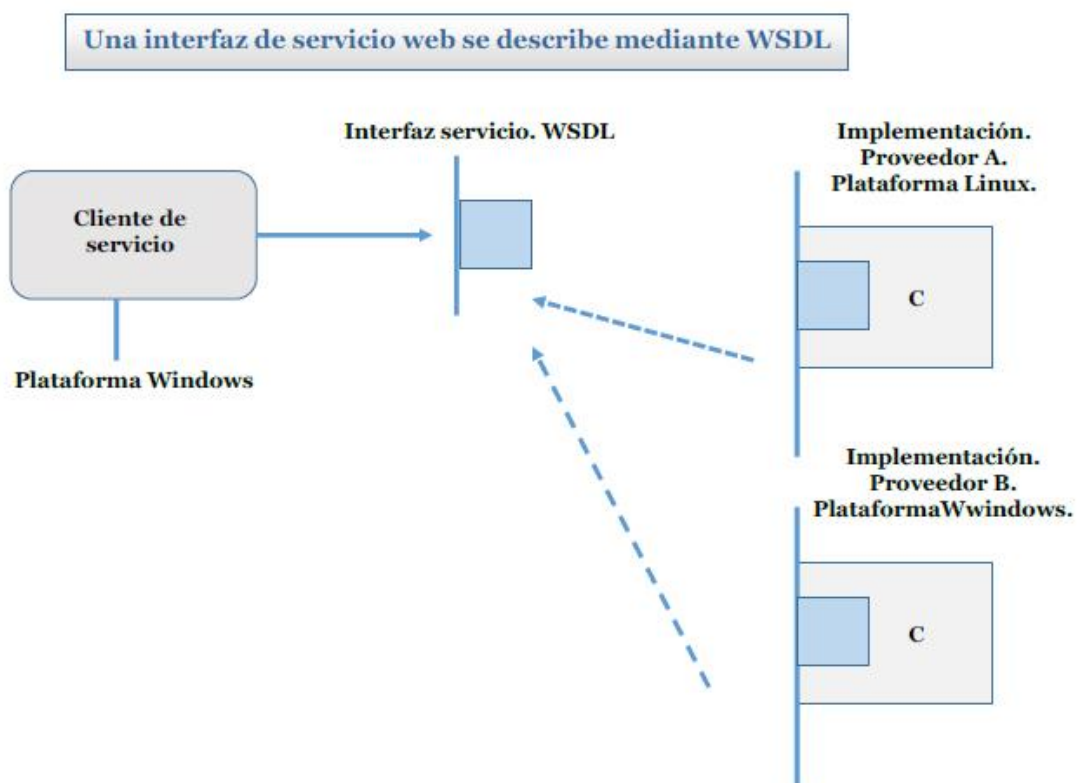 Una interfaz de servicio web se describe mediante WSDL
Interfaz servicio. WSDL
Implementación.
Proveedor A.
Plataforma Linux.
Cliente de
servicio
C
Plataforma Windows
Implementación.
Proveedor B.
PlataformaWwindows.
C